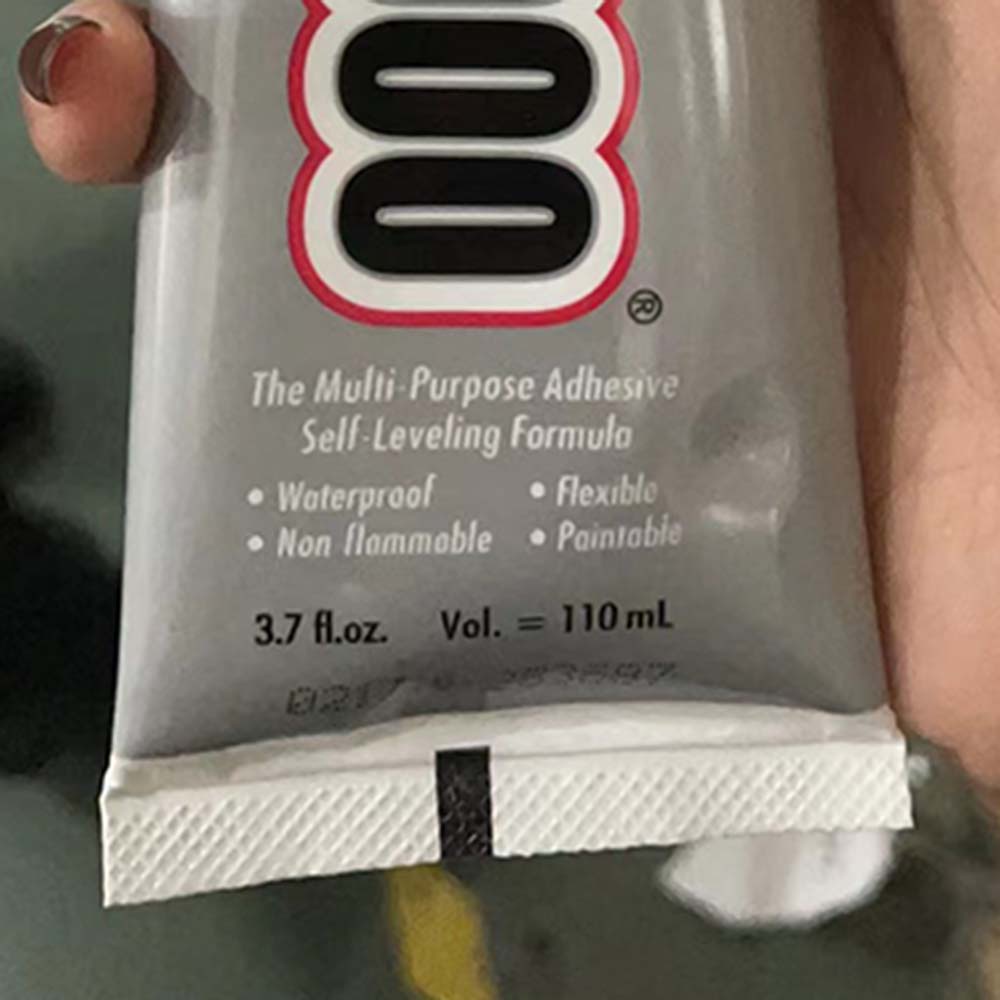 00
®
The Multi-Purpose Adhesive
Self-Leveling Formula
• Waterproof • Flexible
• Non flammable • Paintable
3.7 fl.oz. Vol. = 110 mL